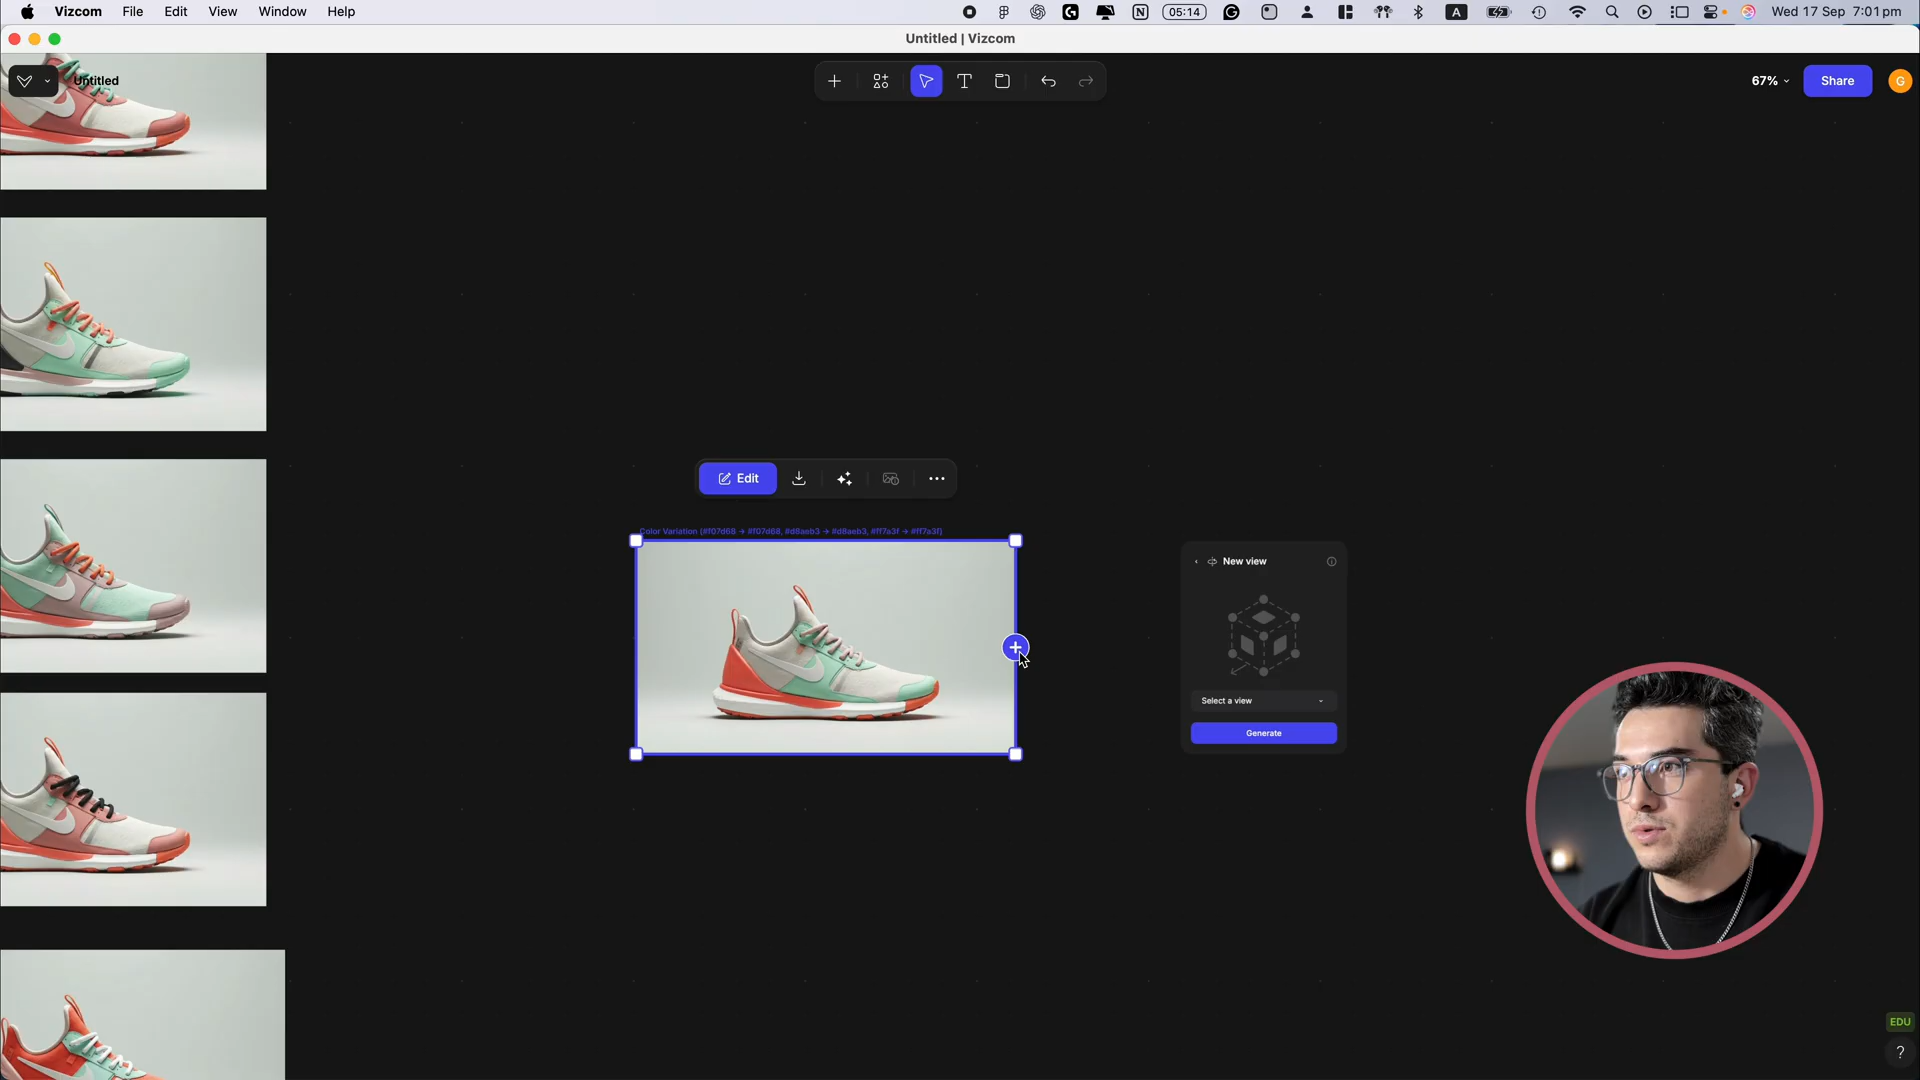 Vizcom File Edit View Window Help
N 05:14 A Wed 17 Sep 7:01 pm
Untitled | Vizcom
Untitled
T
67% Share G
Edit
Color Variation (#f07d68 → #f07d68, #d8aeb3 → #d8aeb3, #ff7a3f → #ff7a3f)
New view
Select a view
Generate
EDU
?